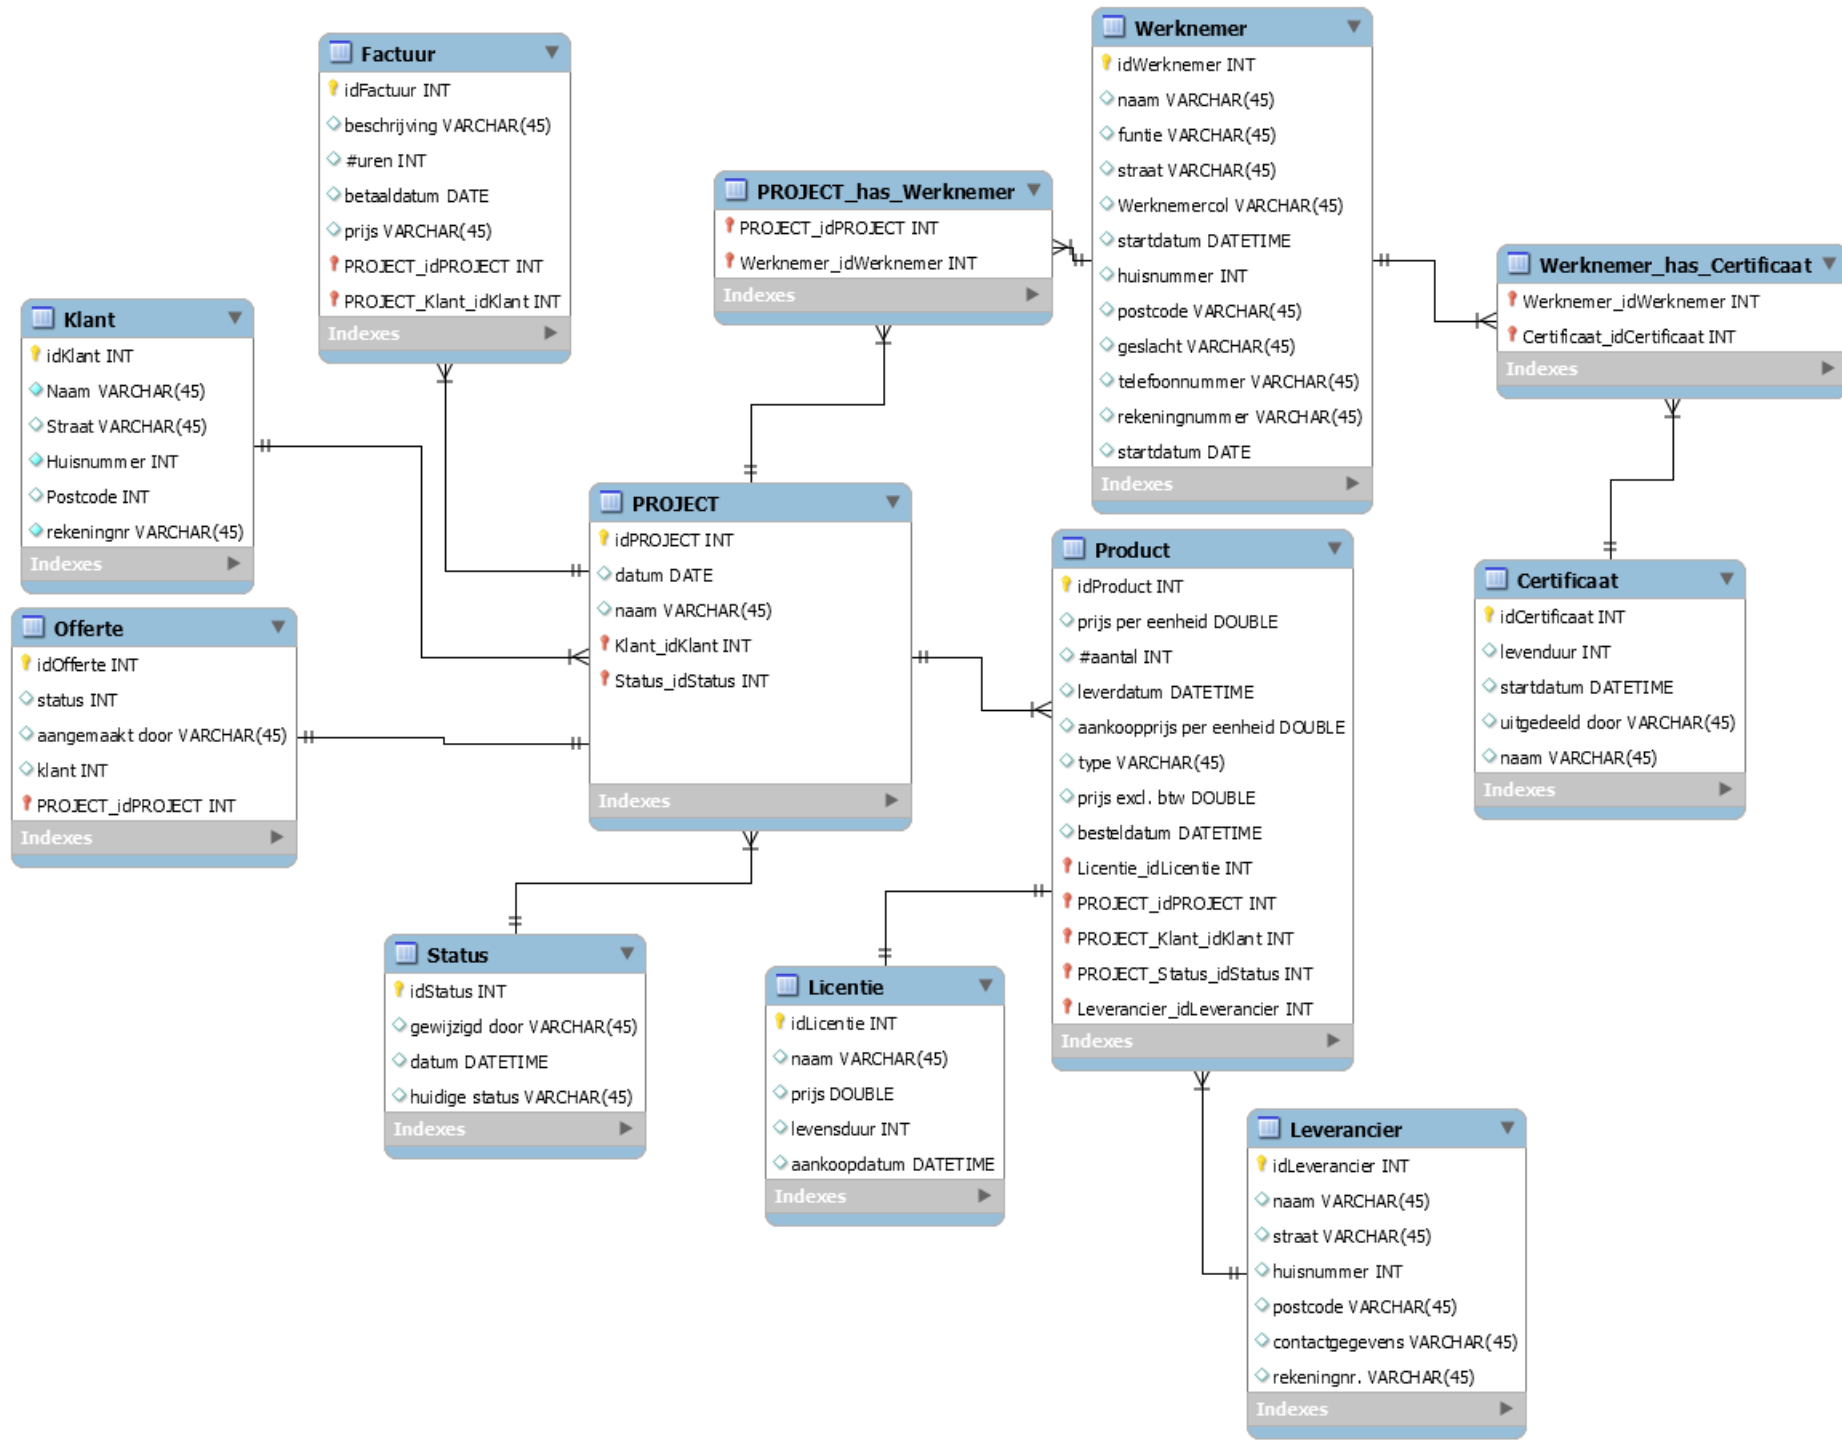 Factuur
idFactuur INT
beschrijving VARCHAR(45)
#uren INT
betaaldatum DATE
prijs VARCHAR(45)
PROJECT_idPROJECT INT
PROJECT_Klant_idKlant INT
Indexes
Werknemer
idWerknemer INT
naam VARCHAR(45)
funtie VARCHAR(45)
straat VARCHAR(45)
Werknemercol VARCHAR(45)
startdatum DATETIME
huisnummer INT
postcode VARCHAR(45)
geslacht VARCHAR(45)
telefoonnummer VARCHAR(45)
rekeningnummer VARCHAR(45)
startdatum DATE
Indexes
PROJECT_has_Werknemer
PROJECT_idPROJECT INT
Werknemer_idWerknemer INT
Indexes
Werknemer_has_Certificaat
Werknemer_idWerknemer INT
Certificaat_idCertificaat INT
Indexes
Klant
idKlant INT
Naam VARCHAR(45)
Straat VARCHAR(45)
Huisnummer INT
Postcode INT
rekeningnr VARCHAR(45)
Indexes
PROJECT
idPROJECT INT
datum DATE
naam VARCHAR(45)
Klant_idKlant INT
Status_idStatus INT
Indexes
Product
idProduct INT
prijs per eenheid DOUBLE
#aantal INT
leverdatum DATETIME
aankoopprijs per eenheid DOUBLE
type VARCHAR(45)
prijs excl. btw DOUBLE
besteldatum DATETIME
Licentie_idLicentie INT
PROJECT_idPROJECT INT
PROJECT_Klant_idKlant INT
PROJECT_Status_idStatus INT
Leverancier_idLeverancier INT
Indexes
Certificaat
idCertificaat INT
levenduur INT
startdatum DATETIME
uitgedeeld door VARCHAR(45)
naam VARCHAR(45)
Indexes
Offerte
idOfferte INT
status INT
aangemaakt door VARCHAR(45)
klant INT
PROJECT_idPROJECT INT
Indexes
Status
idStatus INT
gewijzigd door VARCHAR(45)
datum DATETIME
huidige status VARCHAR(45)
Indexes
Licentie
idLicentie INT
naam VARCHAR(45)
prijs DOUBLE
levensduur INT
aankoopdatum DATETIME
Indexes
Leverancier
idLeverancier INT
naam VARCHAR(45)
straat VARCHAR(45)
huisnummer INT
postcode VARCHAR(45)
contactgegevens VARCHAR(45)
rekeningnr. VARCHAR(45)
Indexes